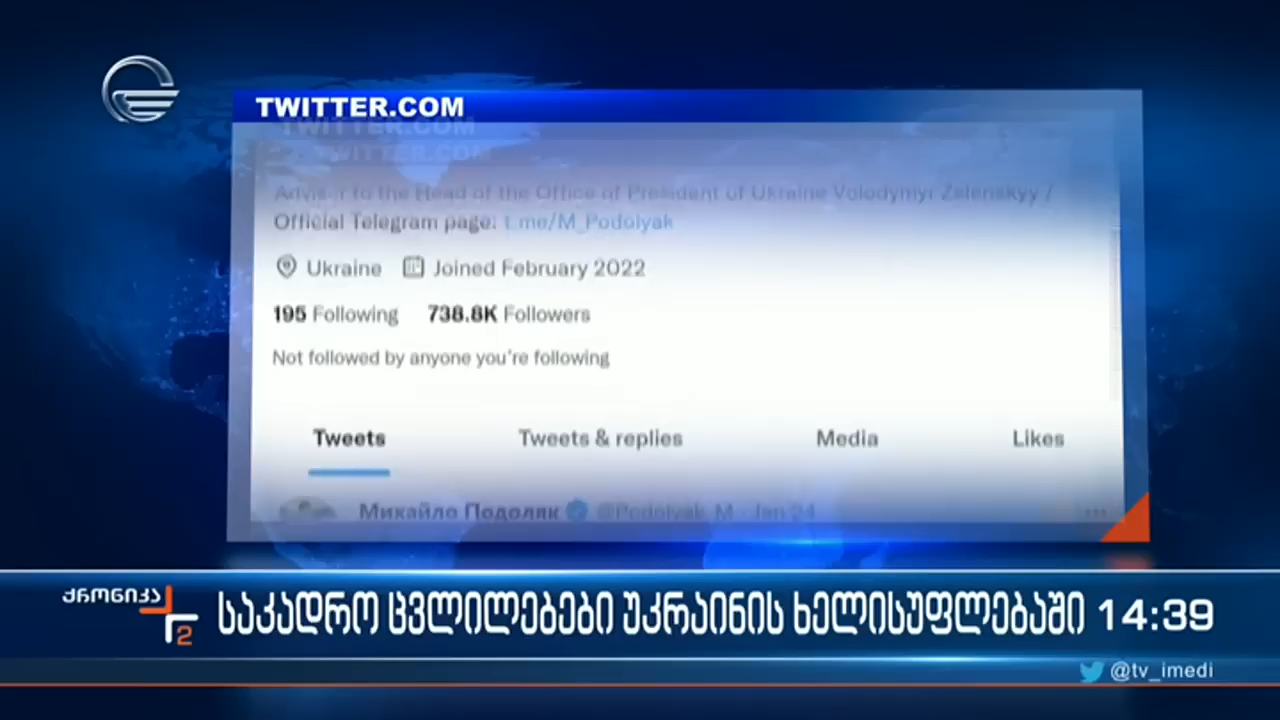 TWITTER.COM
Advisor to the Head of the Office of President of Ukraine Volodymyr Zelenskyy /
Official Telegram page: t.me/M_Podolyak
Ukraine Joined February 2022
195 Following 738.8K Followers
Not followed by anyone you're following
Tweets Tweets & replies Media Likes
Михайло Подоляк @Podolyak_M · Jan 24
ქრონიკა
2
საკადრო ცვლილებები უკრაინის ხელისუფლებაში 14:39
@tv_imedi